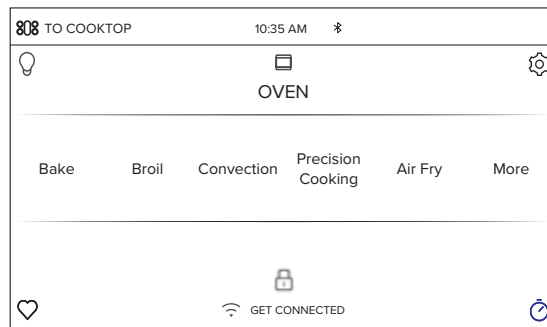 TO COOKTOP 10:35 AM
OVEN
Bake Broil Convection Precision Cooking Air Fry More
GET CONNECTED